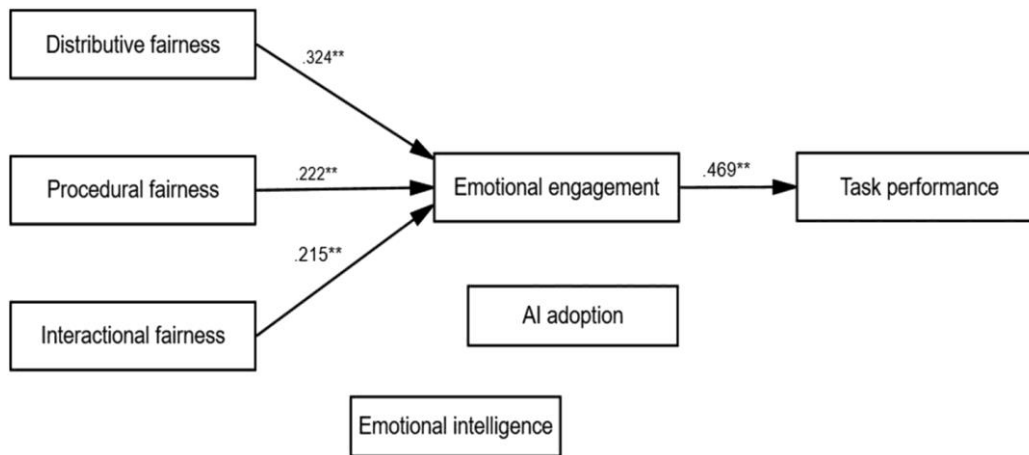 Distributive fairness
.324**
Procedural fairness
.222**
Emotional engagement
.469**
Task performance
.215**
Interactional fairness
AI adoption
Emotional intelligence